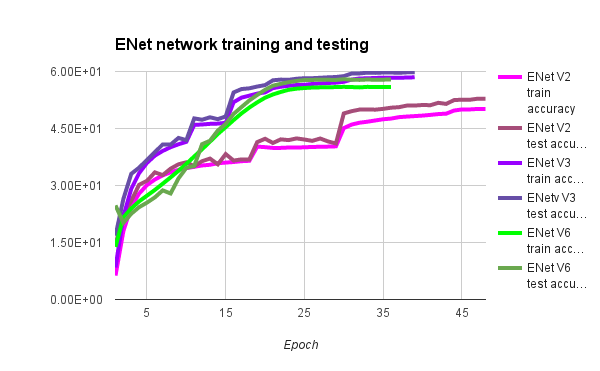 ENet network training and testing
6.00E+01
4.50E+01
3.00E+01
1.50E+01
0.00E+00
5
15
25
35
45
Epoch
ENet V2
train
accuracy
ENet V2
test accu…
ENet V3
train acc…
ENetv V3
test accu…
ENet V6
train acc…
ENet V6
test accu…